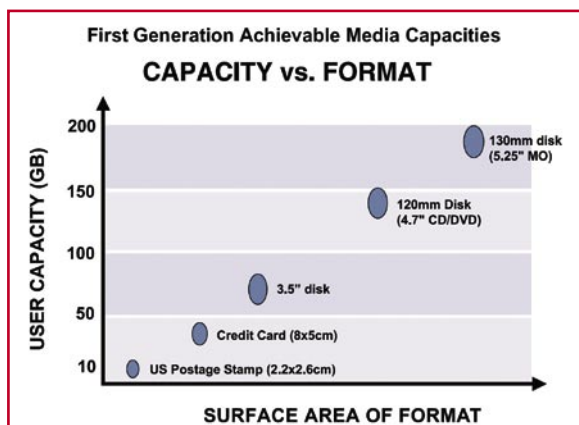 First Generation Achievable Media Capacities
CAPACITY vs. FORMAT
USER CAPACITY (GB)
200
150
100
50
10
130mm disk
(5.25" MO)
120mm Disk
(4.7" CD/DVD)
3.5" disk
Credit Card (8x5cm)
US Postage Stamp (2.2x2.6cm)
SURFACE AREA OF FORMAT